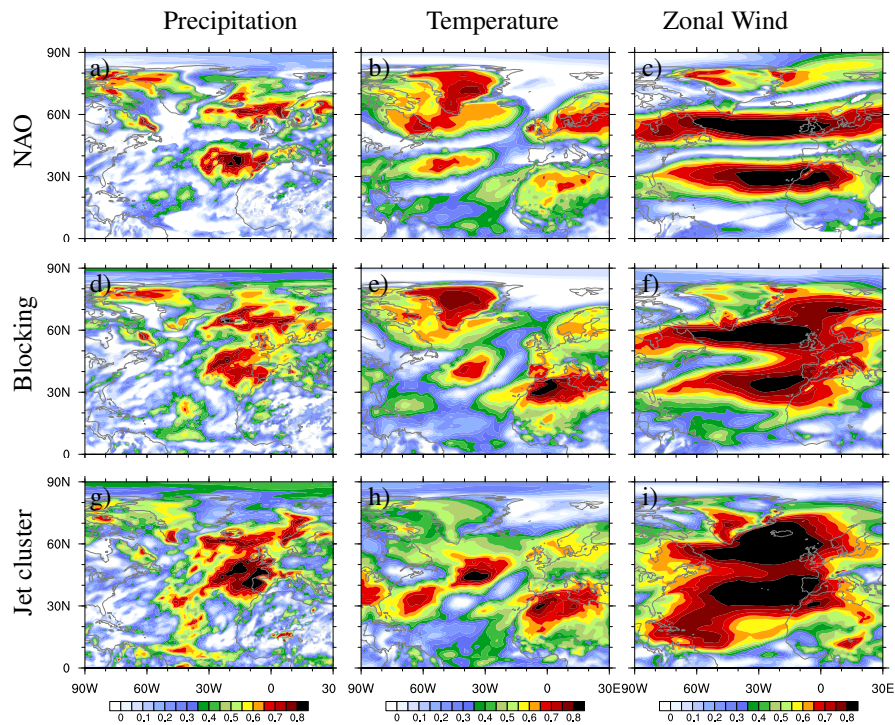 Precipitation Temperature Zonal Wind
NAO
a) b) c)
90N
60N
30N
0
Blocking
d) e) f)
90N
60N
30N
0
Jet cluster
g) h) i)
90N
60N
30N
0
90W 60W 30W 0 30 90W 60W 30W 0 90W 60W 30W 0 30E
0 0.1 0.2 0.3 0.4 0.5 0.6 0.7 0.8 0 0.1 0.2 0.3 0.4 0.5 0.6 0.7 0.8 0 0.1 0.2 0.3 0.4 0.5 0.6 0.7 0.8